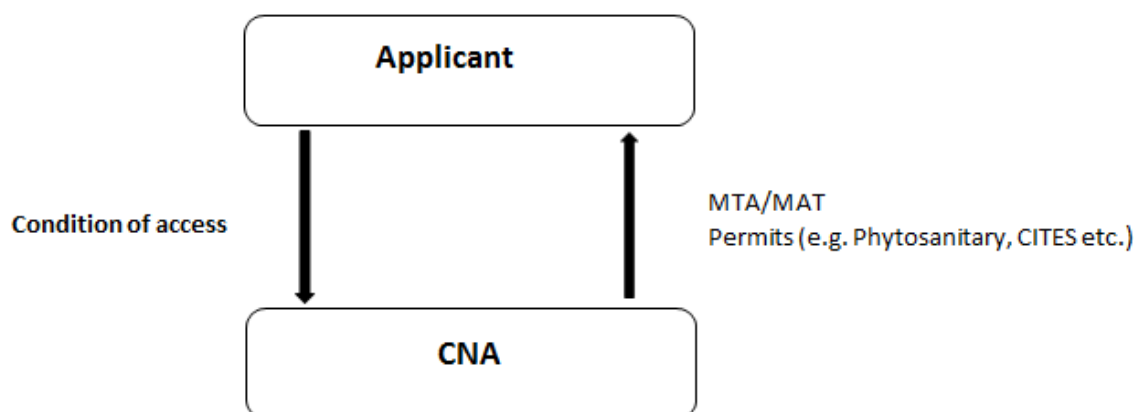 Applicant
Condition of access
MTA/MAT
Permits (e.g. Phytosanitary, CITES etc.)
CNA